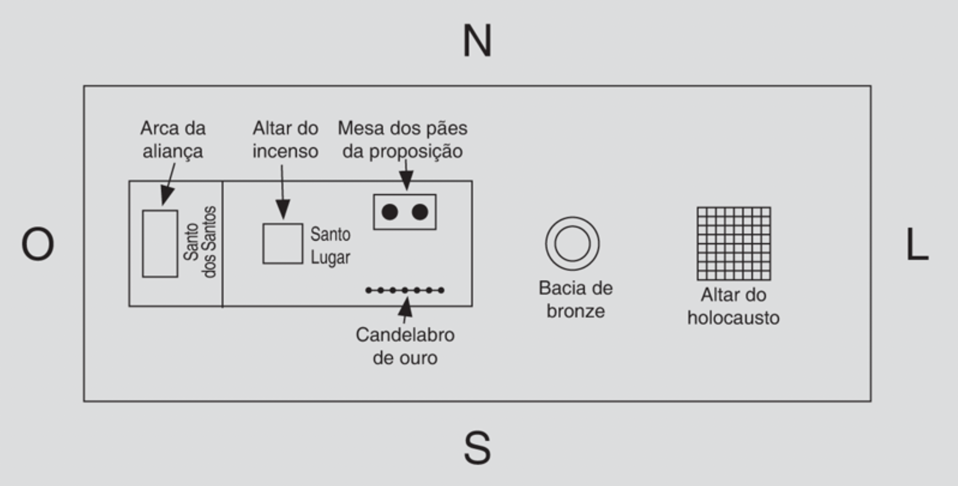 N
Arca da
aliança
Altar do
incenso
Mesa dos pães
da proposição
O
Santo
dos Santos
Santo
Lugar
L
Bacia de
bronze
Altar do
holocausto
Candelabro
de ouro
S